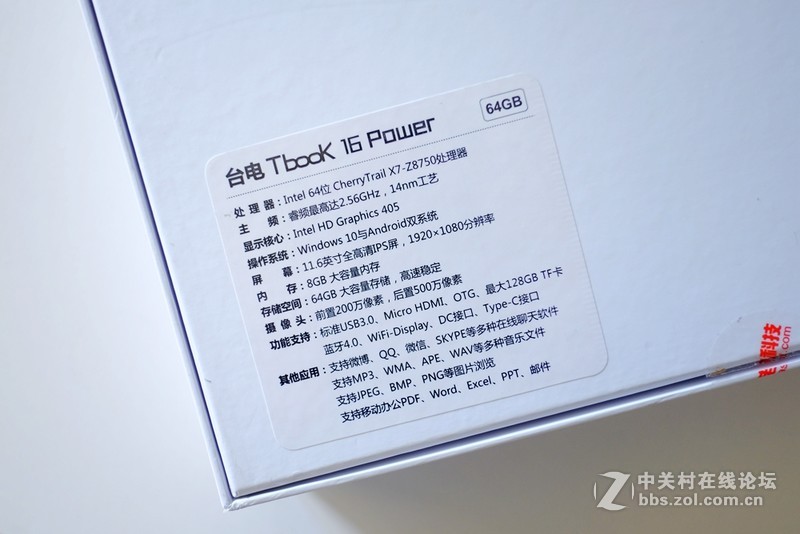 64GB
台电 Tbook 16 Power
处 理 器：Intel 64位 CherryTrail X7-Z8750处理器
主 频：睿频最高达2.56GHz，14nm工艺
显示核心：Intel HD Graphics 405
操作系统：Windows 10与Android双系统
屏 幕：11.6英寸全高清IPS屏，1920×1080分辨率
内 存：8GB 大容量内存
存储空间：64GB 大容量存储，高速稳定
摄 像 头：前置200万像素，后置500万像素
功能支持：标准USB3.0、Micro HDMI、OTG、最大128GB TF卡
蓝牙4.0、WiFi-Display、DC接口、Type-C接口
其他应用：支持微博、QQ、微信、SKYPE等多种在线聊天软件
支持MP3、WMA、APE、WAV等多种音乐文件
支持JPEG、BMP、PNG等图片浏览
支持移动办公PDF、Word、Excel、PPT、邮件
科技
.com
中关村在线论坛
bbs.zol.com.cn